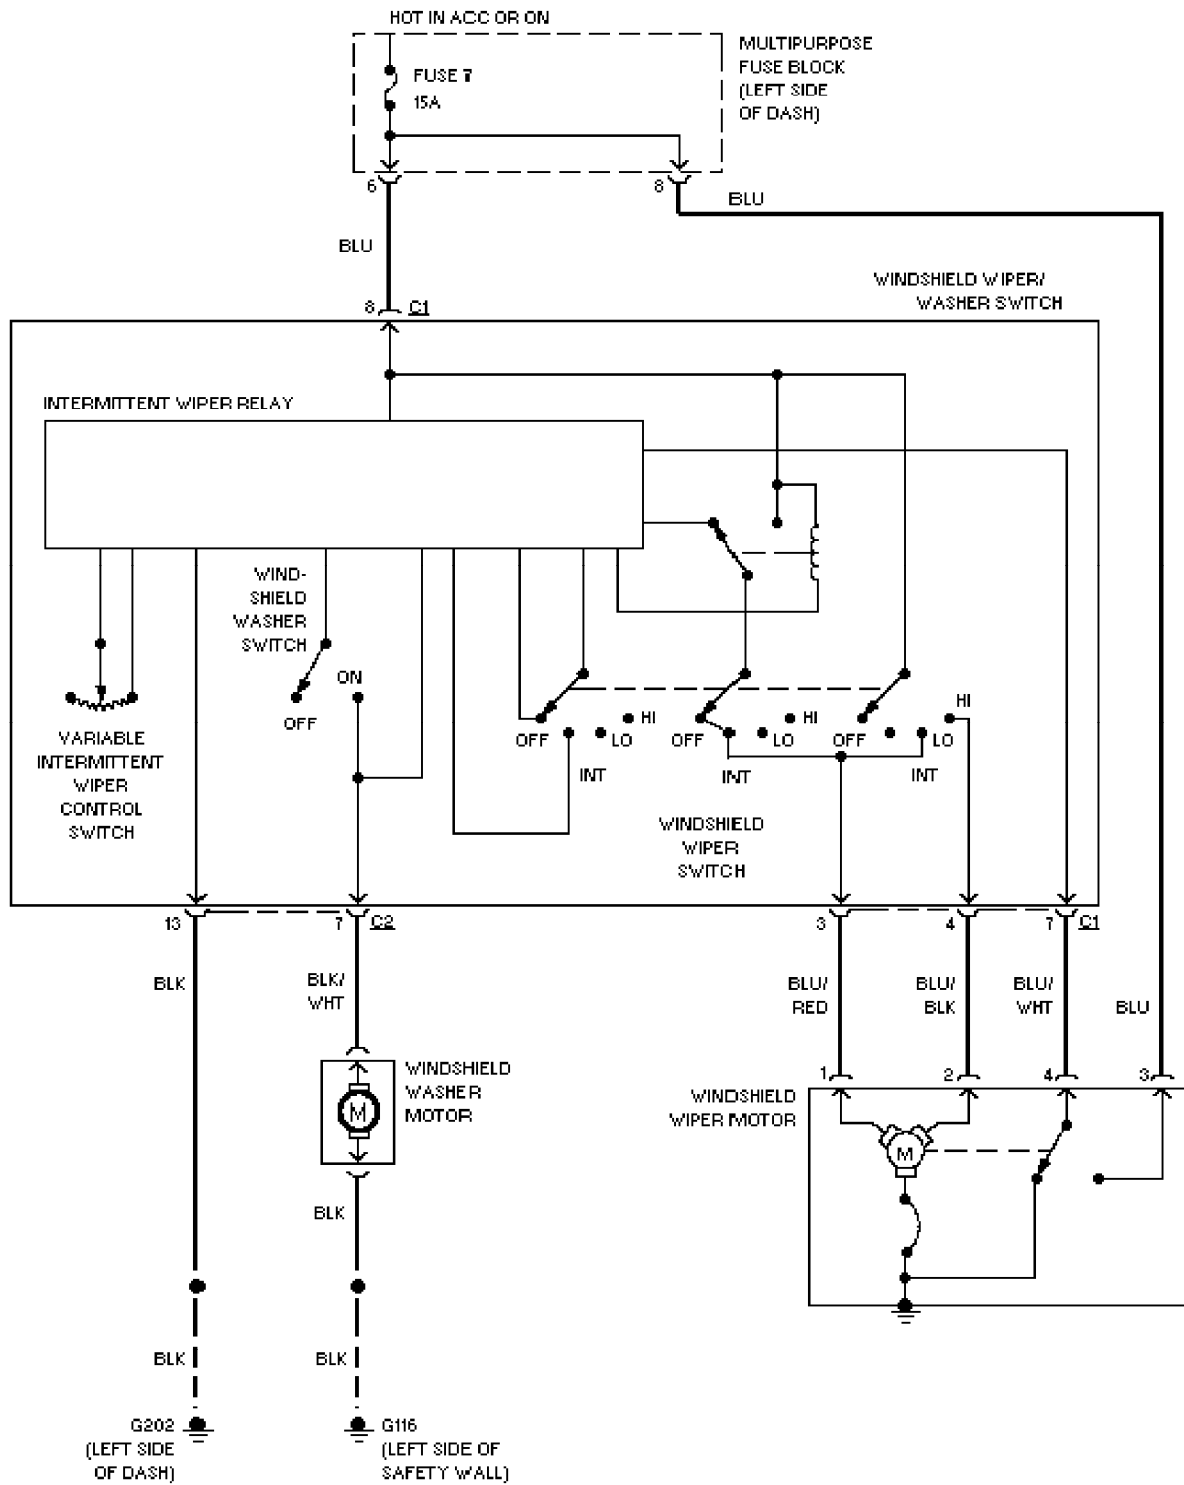 HOT IN ACC OR ON
MULTIPURPOSE
FUSE BLOCK
(LEFT SIDE
OF DASH)
FUSE 7
15A
6
8
BLU
BLU
8 C1
WINDSHIELD WIPER/
WASHER SWITCH
INTERMITTENT WIPER RELAY
WIND-
SHIELD
WASHER
SWITCH
ON
OFF
VARIABLE
INTERMITTENT
WIPER
CONTROL
SWITCH
OFF
INT
LO
HI
OFF
INT
LO
HI
OFF
INT
LO
HI
WINDSHIELD
WIPER
SWITCH
13
7 C2
3
4
7 C1
BLK
BLK/
WHT
BLU/
RED
BLU/
BLK
BLU/
WHT
BLU
1
2
4
3
WINDSHIELD
WASHER
MOTOR
M
WINDSHIELD
WIPER MOTOR
M
BLK
BLK
BLK
G202
(LEFT SIDE
OF DASH)
G116
(LEFT SIDE OF
SAFETY WALL)